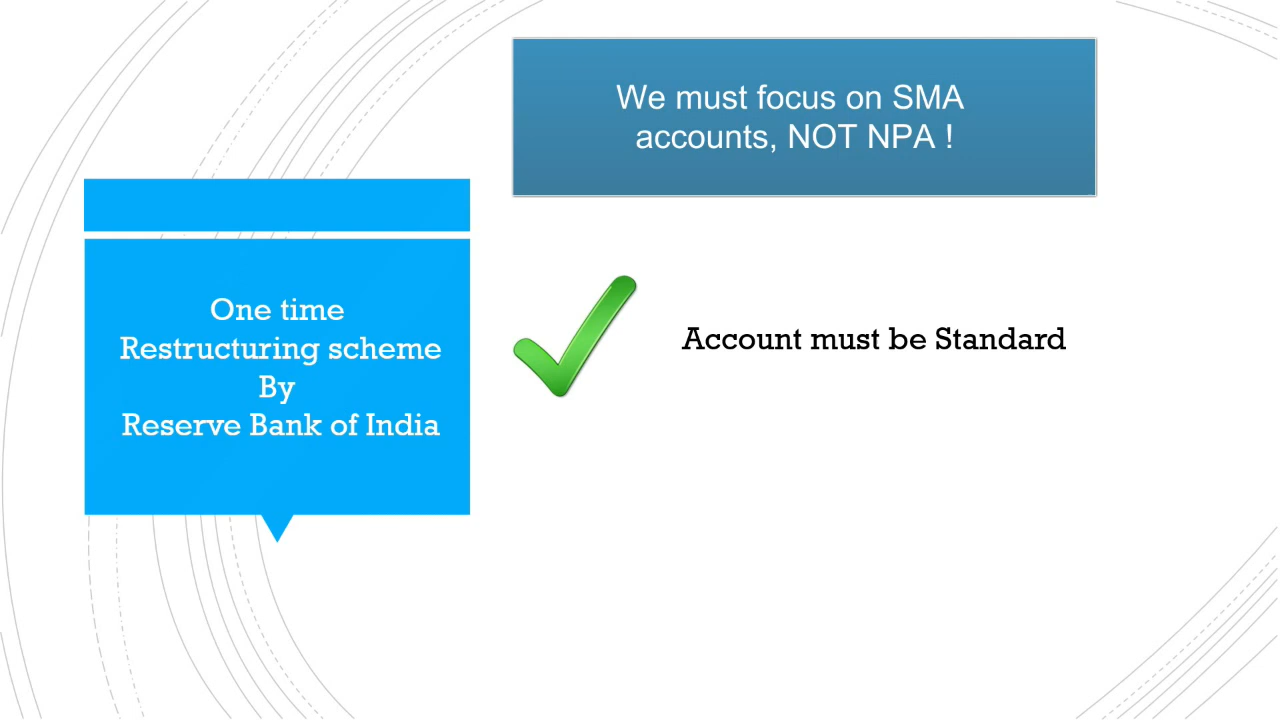 We must focus on SMA
accounts, NOT NPA !
One time
Restructuring scheme
By
Reserve Bank of India
Account must be Standard